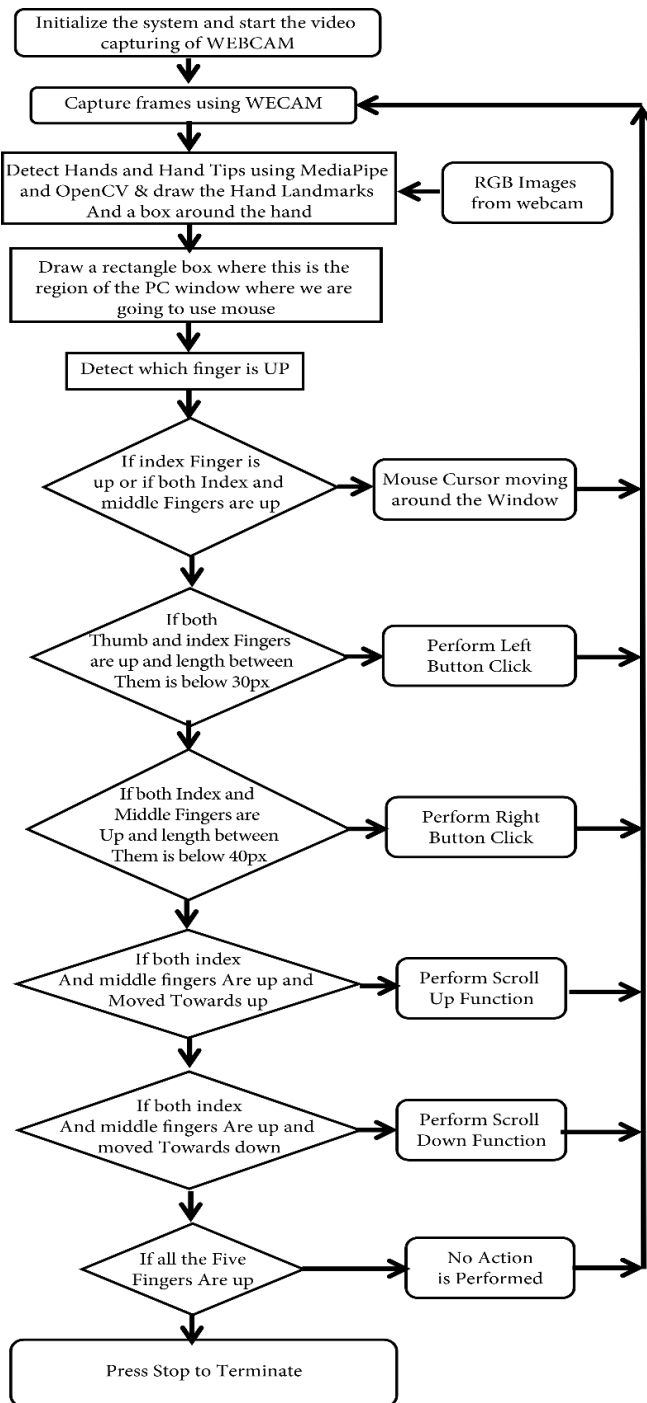 Initialize the system and start the video
capturing of WEBCAM
Capture frames using WECAM
Detect Hands and Hand Tips using MediaPipe
and OpenCV & draw the Hand Landmarks
And a box around the hand
RGB Images
from webcam
Draw a rectangle box where this is the
region of the PC window where we are
going to use mouse
Detect which finger is UP
If index Finger is
up or if both Index and
middle Fingers are up
Mouse Cursor moving
around the Window
If both
Thumb and index Fingers
are up and length between
Them is below 30px
Perform Left
Button Click
If both Index and
Middle Fingers are
Up and length between
Them is below 40px
Perform Right
Button Click
If both index
And middle fingers Are up and
Moved Towards up
Perform Scroll
Up Function
If both index
And middle fingers Are up and
moved Towards down
Perform Scroll
Down Function
If all the Five
Fingers Are up
No Action
is Performed
Press Stop to Terminate